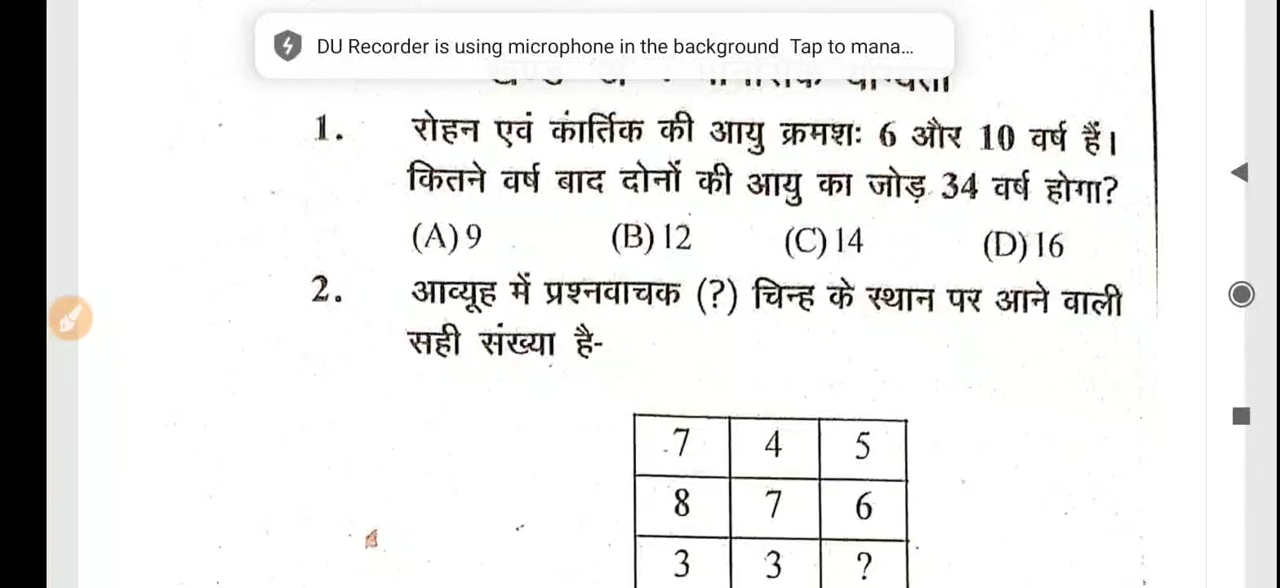 DU Recorder is using microphone in the background Tap to mana...
1. रोहन एवं कार्तिक की आयु क्रमशः 6 और 10 वर्ष हैं।
कितने वर्ष बाद दोनों की आयु का जोड़ 34 वर्ष होगा?
(A) 9 (B) 12 (C) 14 (D) 16
2. आव्यूह में प्रश्नवाचक (?) चिन्ह के स्थान पर आने वाली
सही संख्या है-
7 4 5
8 7 6
3 3 ?